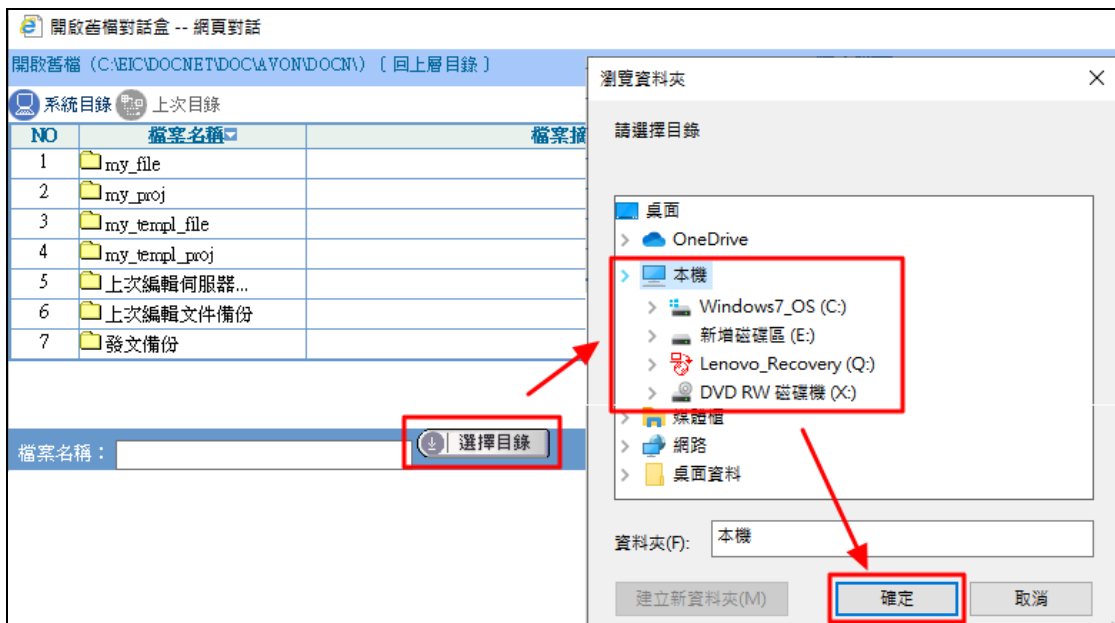 開啟舊檔對話盒 -- 網頁對話
開啟舊檔（C:\EIC\DOCNET\DOC\AVON\DOCN\）〔 回上層目錄 〕
系統目錄 上次目錄
NO 檔案名稱 檔案摘
1 my_file
2 my_proj
3 my_templ_file
4 my_templ_proj
5 上次編輯伺服器...
6 上次編輯文件備份
7 發文備份
檔案名稱： 選擇目錄
瀏覽資料夾
請選擇目錄
桌面
OneDrive
本機
Windows7_OS (C:)
新增磁碟區 (E:)
Lenovo_Recovery (Q:)
DVD RW 磁碟機 (X:)
媒體櫃
網路
桌面資料
資料夾(F): 本機
建立新資料夾(M) 確定 取消